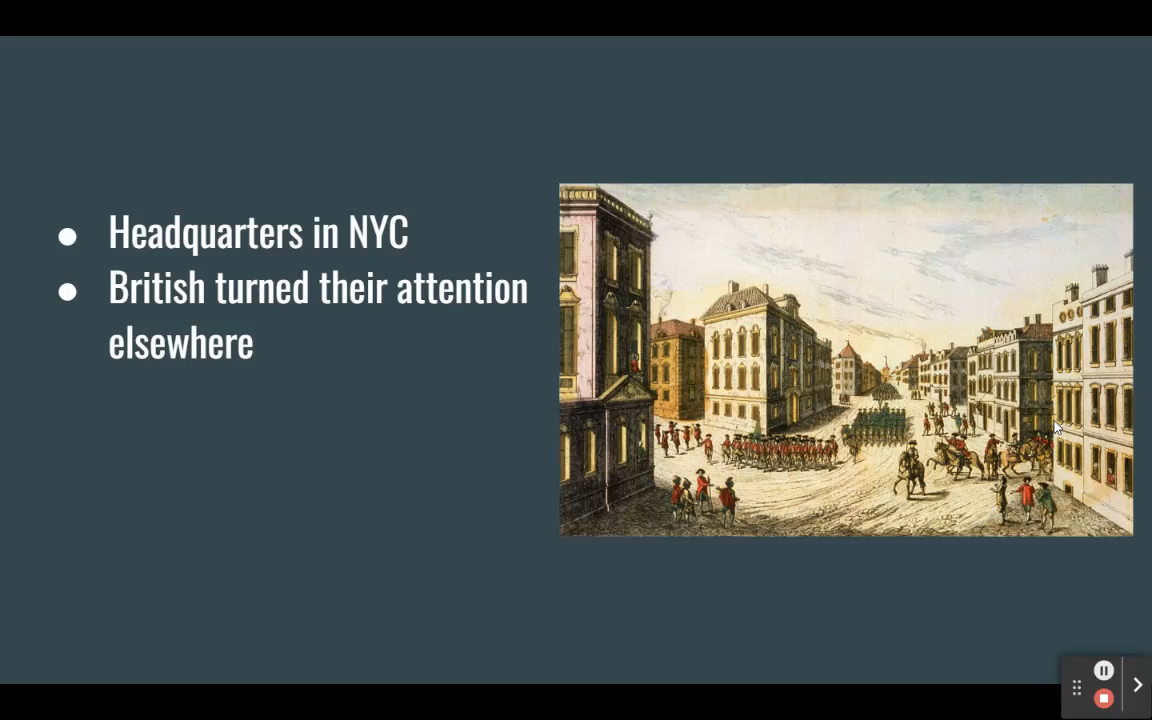 ● Headquarters in NYC
● British turned their attention
elsewhere